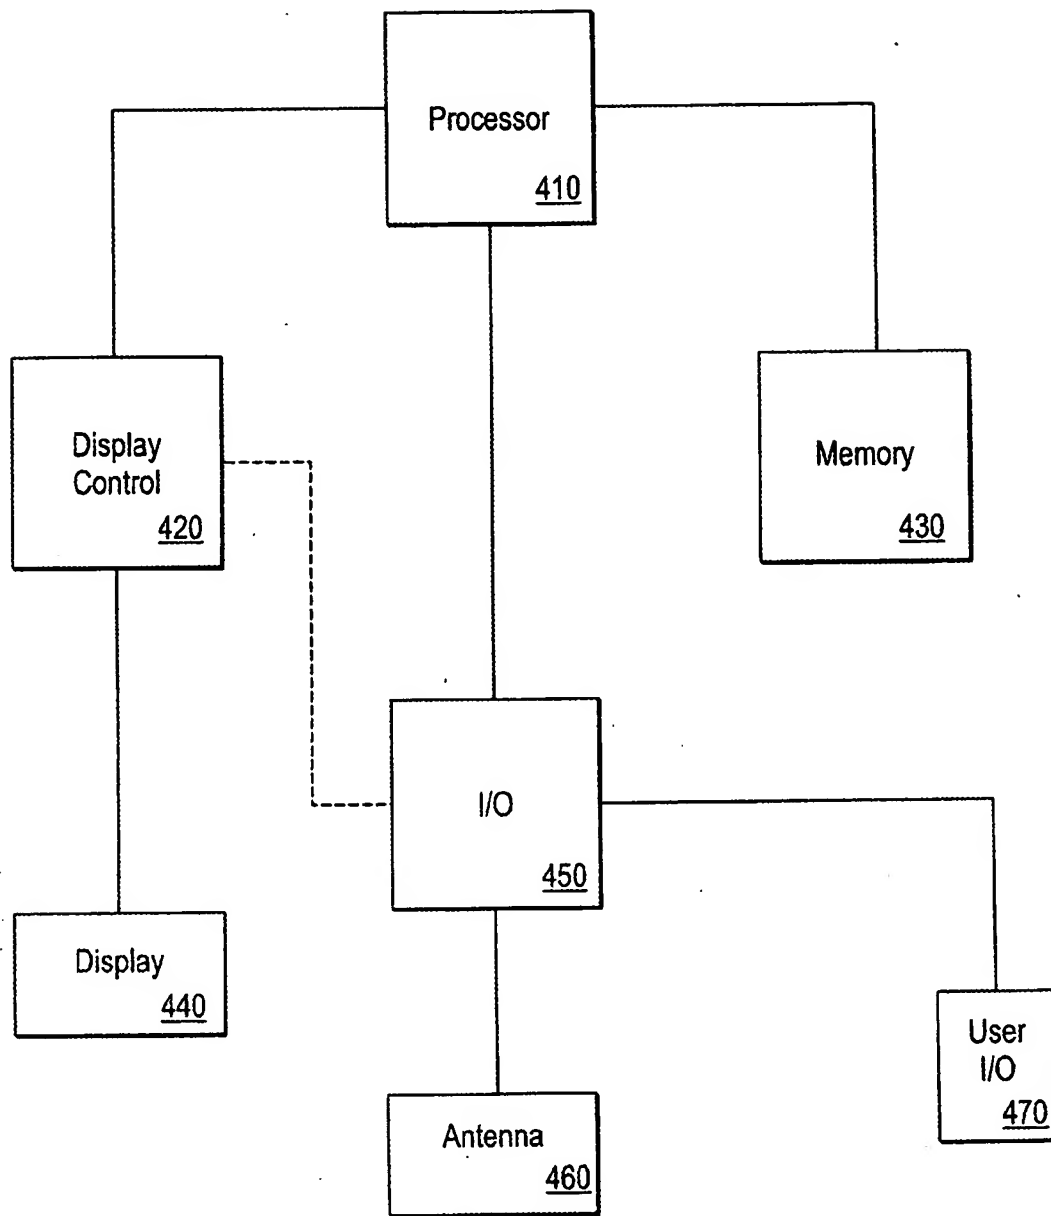 Processor
410
Display
Control
420
Memory
430
I/O
450
Display
440
User
I/O
470
Antenna
460